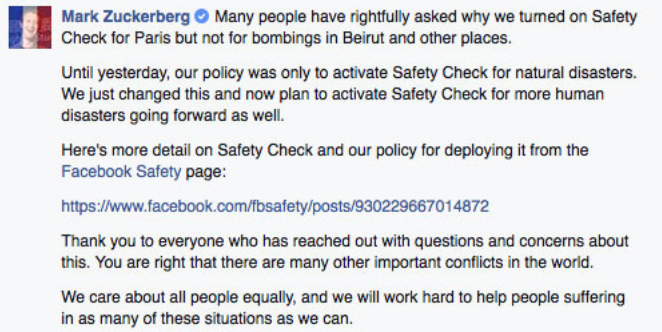 Mark Zuckerberg Many people have rightfully asked why we turned on Safety
Check for Paris but not for bombings in Beirut and other places.
Until yesterday, our policy was only to activate Safety Check for natural disasters.
We just changed this and now plan to activate Safety Check for more human
disasters going forward as well.
Here's more detail on Safety Check and our policy for deploying it from the
Facebook Safety page:
https://www.facebook.com/fbsafety/posts/930229667014872
Thank you to everyone who has reached out with questions and concerns about
this. You are right that there are many other important conflicts in the world.
We care about all people equally, and we will work hard to help people suffering
in as many of these situations as we can.